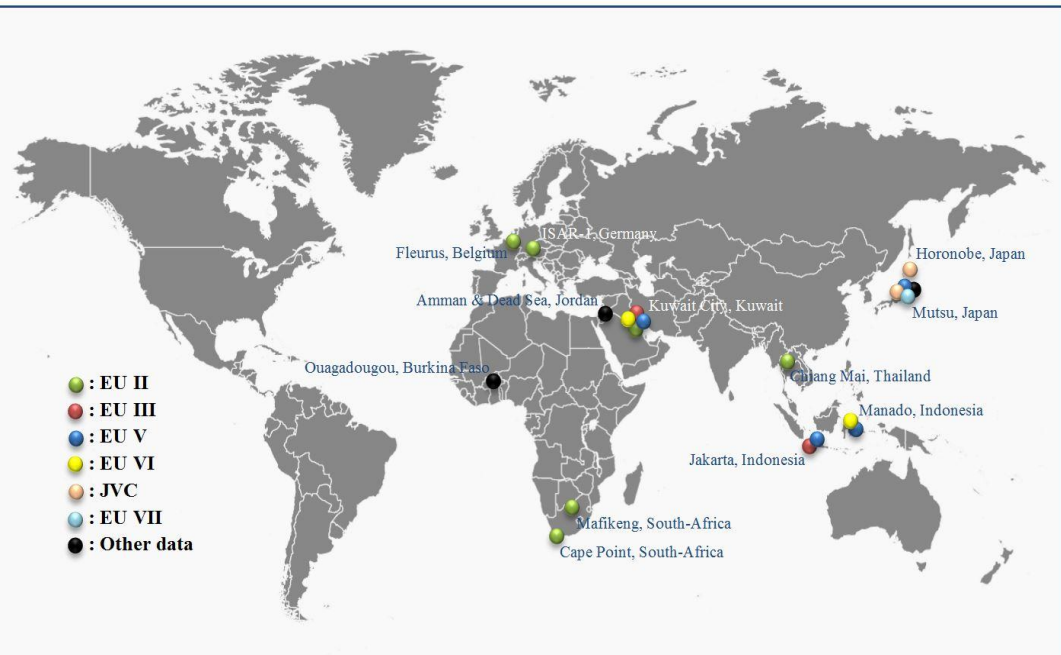 ISAR-1,Germany
Fleurus, Belgium
Horonobe, Japan
Amman & Dead Sea, Jordan
Kuwait City, Kuwait
Mutsu, Japan
Ouagadougou, Burkina Faso
Chiang Mai, Thailand
Manado, Indonesia
Jakarta, Indonesia
Mafikeng, South-Africa
Cape Point, South-Africa
: EU II
: EU III
: EU V
: EU VI
: JVC
: EU VII
: Other data